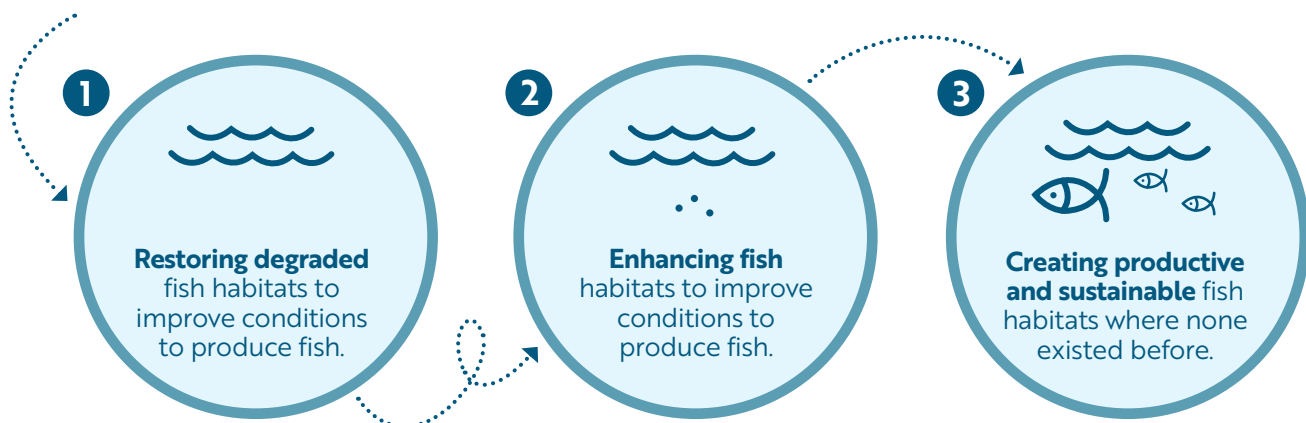 1
Restoring degraded
fish habitats to
improve conditions
to produce fish.
2
Enhancing fish
habitats to improve
conditions to
produce fish.
3
Creating productive
and sustainable fish
habitats where none
existed before.